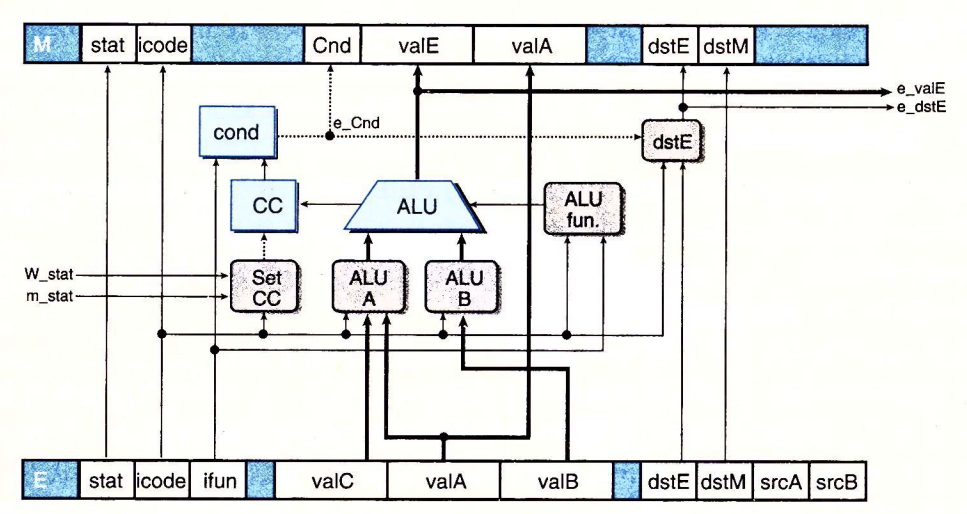 M stat icode Cnd valE valA dstE dstM
e_valE
e_dstE
e_Cnd
cond
dstE
CC
ALU
ALU
fun.
W_stat
m_stat
Set
CC
ALU
A
ALU
B
E stat icode ifun valC valA valB dstE dstM srcA srcB